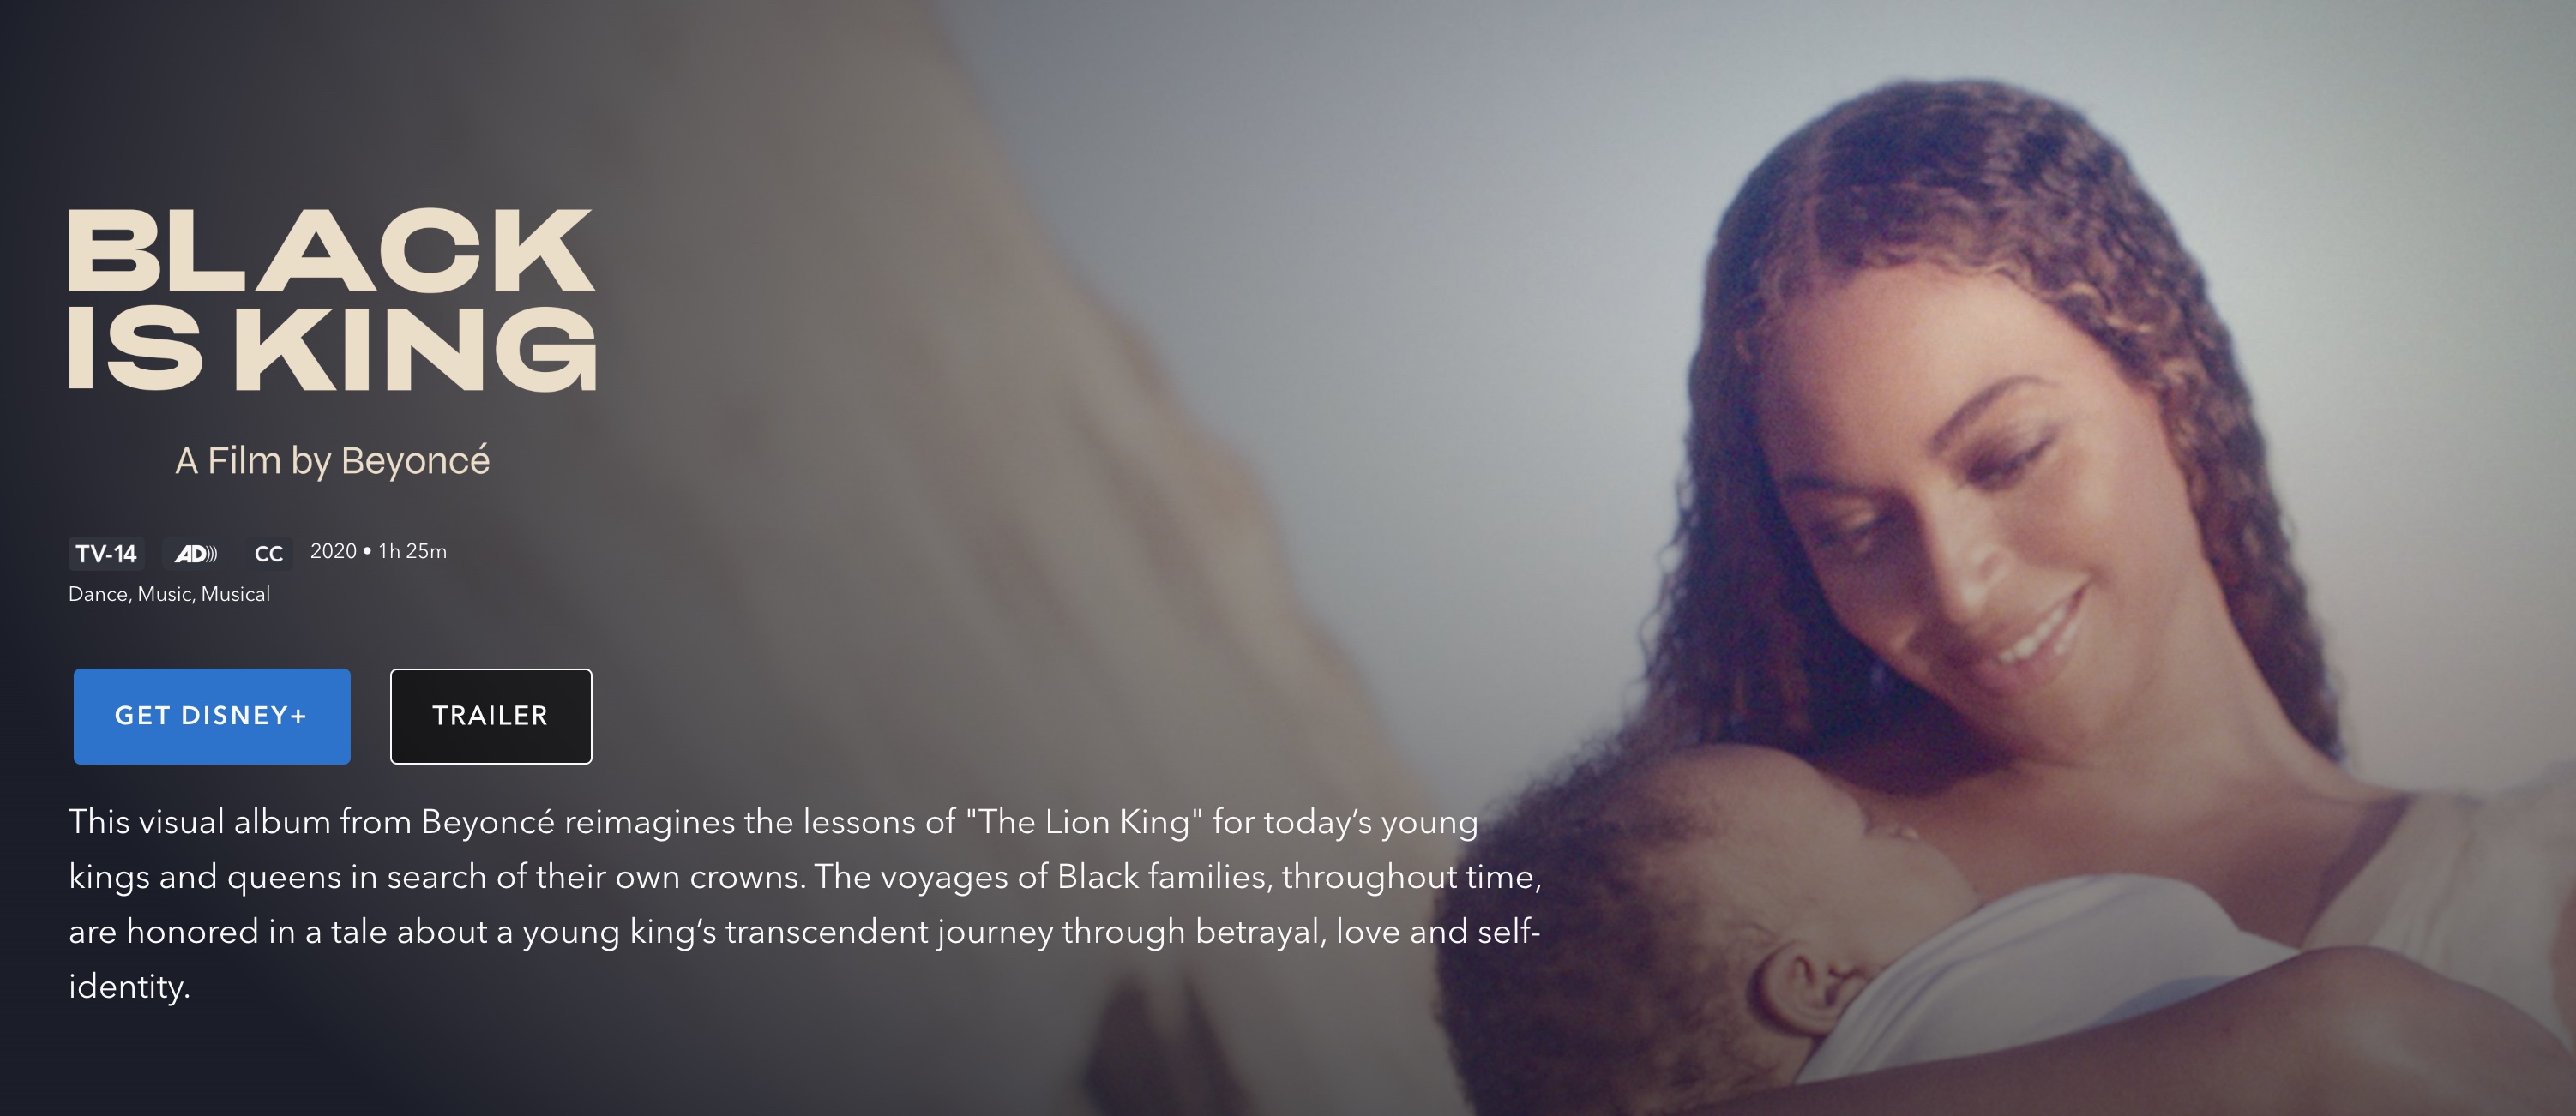 BLACK
IS KING
A Film by Beyoncé
TV-14 AD))) CC 2020 • 1h 25m
Dance, Music, Musical
GET DISNEY+ TRAILER
This visual album from Beyoncé reimagines the lessons of "The Lion King" for today’s young
kings and queens in search of their own crowns. The voyages of Black families, throughout time,
are honored in a tale about a young king’s transcendent journey through betrayal, love and self-
identity.